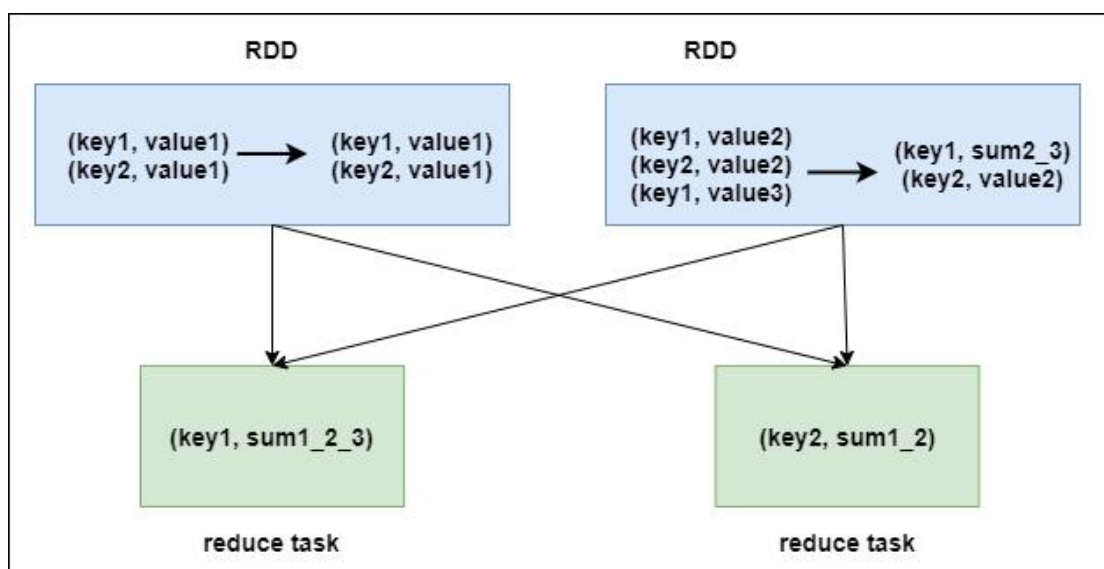 RDD
RDD
(key1, value1)
(key2, value1)
(key1, value1)
(key2, value1)
(key1, value2)
(key2, value2)
(key1, value3)
(key1, sum2_3)
(key2, value2)
(key1, sum1_2_3)
(key2, sum1_2)
reduce task
reduce task